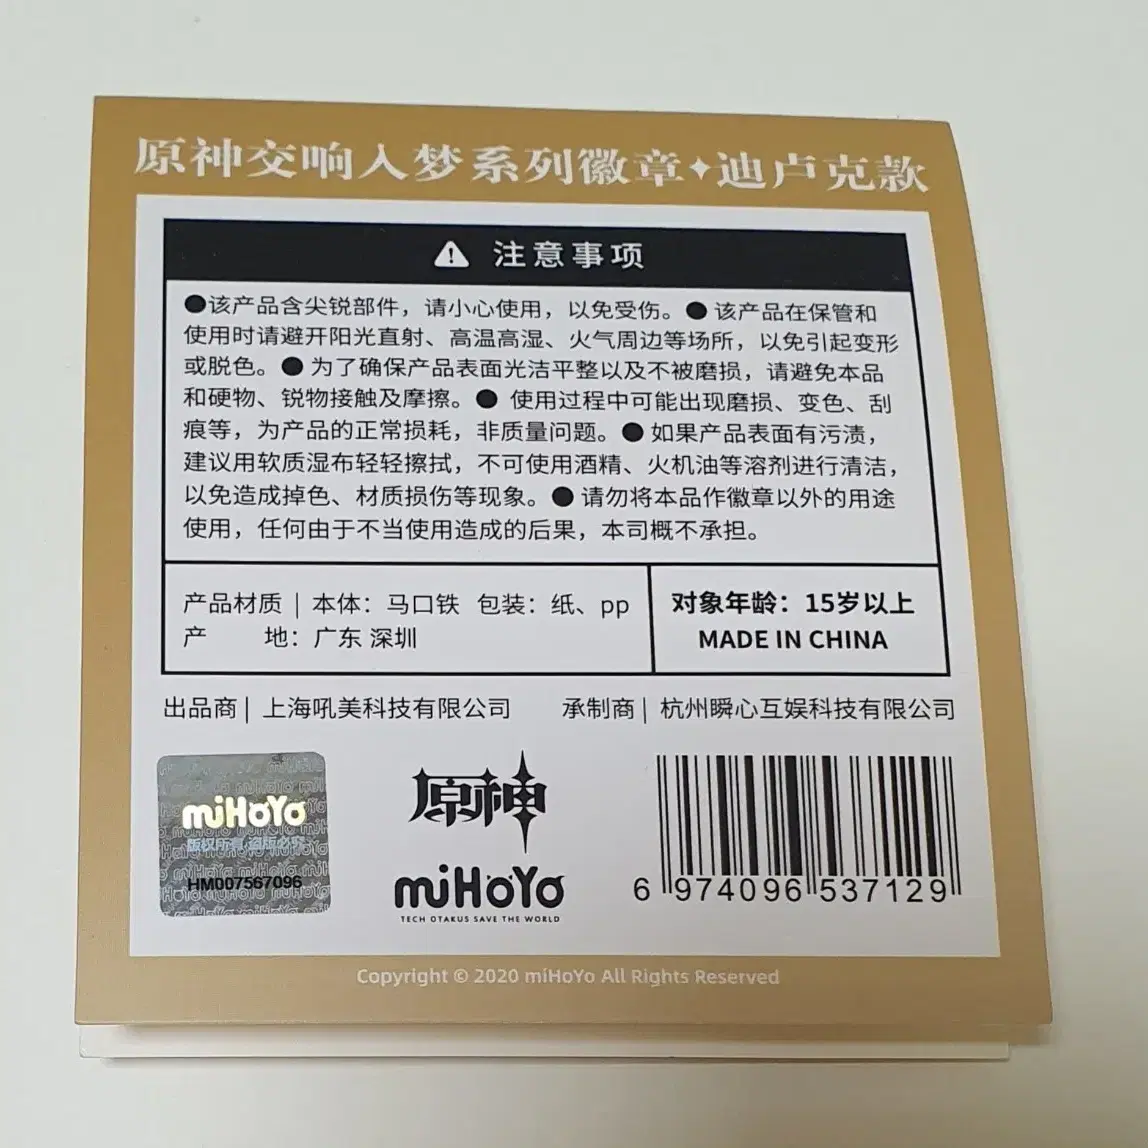 原神交响入梦系列徽章✦迪卢克款
注意事项
●该产品含尖锐部件，请小心使用，以免受伤。● 该产品在保管和
使用时请避开阳光直射、高温高湿、火气周边等场所，以免引起变形
或脱色。● 为了确保产品表面光洁平整以及不被磨损，请避免本品
和硬物、锐物接触及摩擦。● 使用过程中可能出现磨损、变色、刮
痕等，为产品的正常损耗，非质量问题。● 如果产品表面有污渍，
建议用软质湿布轻轻擦拭，不可使用酒精、火机油等溶剂进行清洁，
以免造成掉色、材质损伤等现象。● 请勿将本品作徽章以外的用途
使用，任何由于不当使用造成的后果，本司概不承担。
产品材质 | 本体：马口铁 包装：纸、pp
产 地：广东 深圳
对象年龄：15岁以上
MADE IN CHINA
出品商 | 上海吼美科技有限公司
承制商 | 杭州瞬心互娱科技有限公司
miHoYo
版权所有 盗版必究
HM007567096
原神
miHoYo
TECH OTAKUS SAVE THE WORLD
6 974096 537129
Copyright © 2020 miHoYo All Rights Reserved